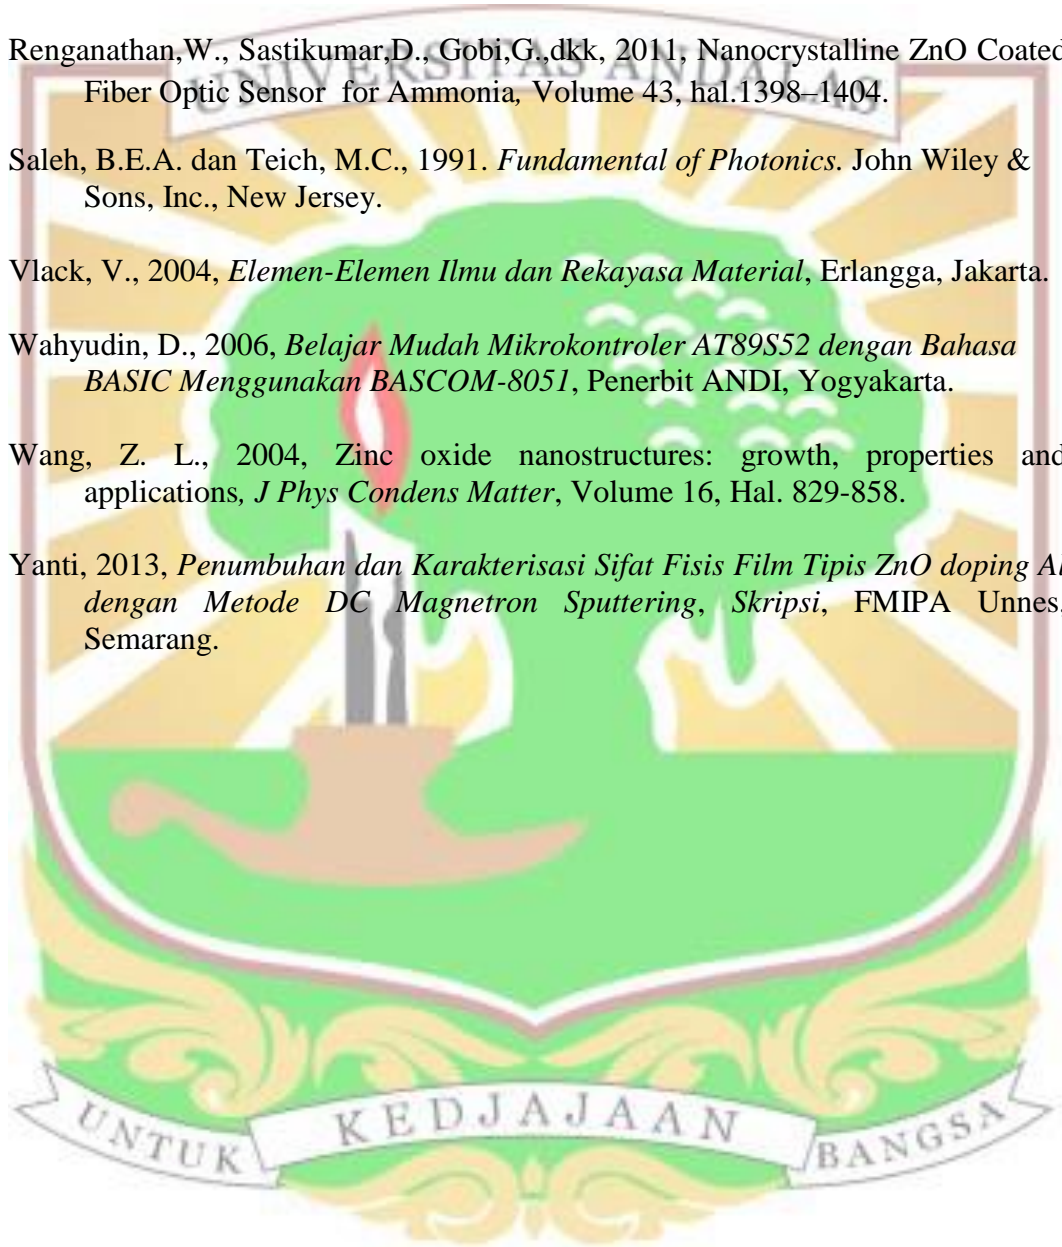 Renganathan,W., Sastikumar,D., Gobi,G.,dkk, 2011, Nanocrystalline ZnO Coated
Fiber Optic Sensor for Ammonia, Volume 43, hal.1398–1404.
UNIVERSITAS ANDALAS
Saleh, B.E.A. dan Teich, M.C., 1991. Fundamental of Photonics. John Wiley &
Sons, Inc., New Jersey.
Vlack, V., 2004, Elemen-Elemen Ilmu dan Rekayasa Material, Erlangga, Jakarta.
Wahyudin, D., 2006, Belajar Mudah Mikrokontroler AT89S52 dengan Bahasa
BASIC Menggunakan BASCOM-8051, Penerbit ANDI, Yogyakarta.
Wang, Z. L., 2004, Zinc oxide nanostructures: growth, properties and
applications, J Phys Condens Matter, Volume 16, Hal. 829-858.
Yanti, 2013, Penumbuhan dan Karakterisasi Sifat Fisis Film Tipis ZnO doping Al
dengan Metode DC Magnetron Sputtering, Skripsi, FMIPA Unnes,
Semarang.
UNTUK KEDJAJAAN BANGSA